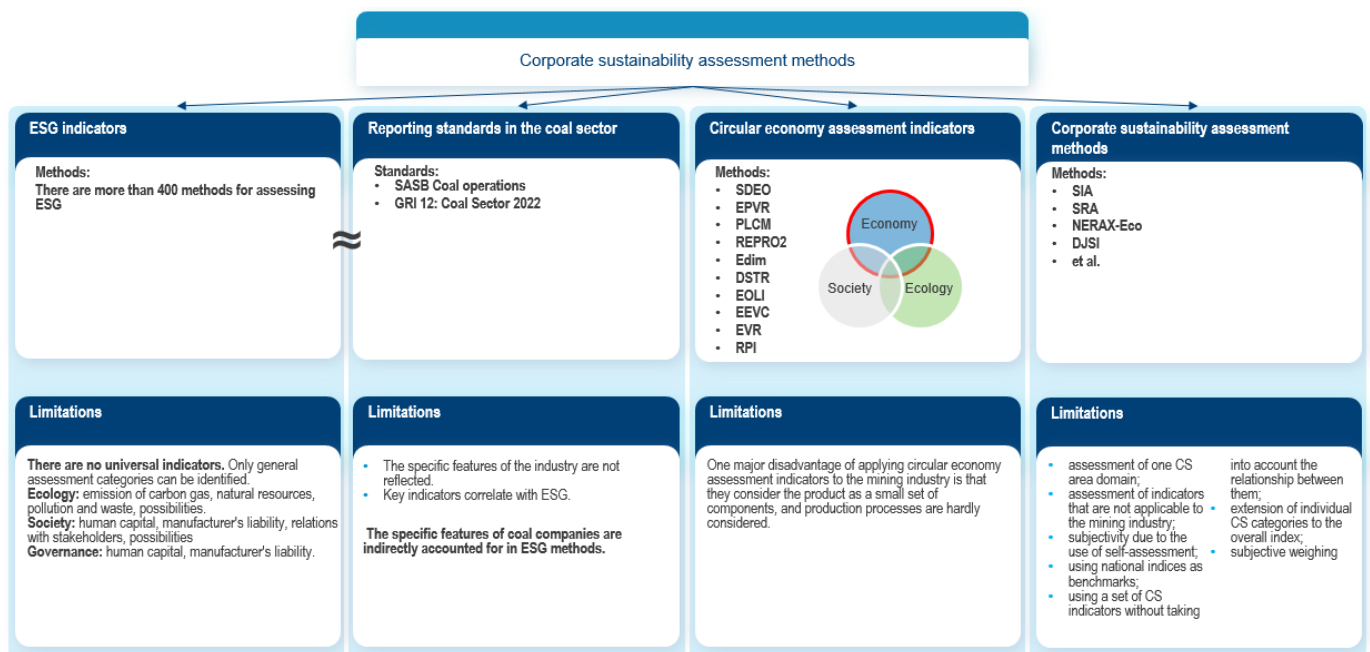 Corporate sustainability assessment methods
ESG indicators
Methods:
There are more than 400 methods for assessing
ESG
≈
Reporting standards in the coal sector
Standards:
• SASB Coal operations
• GRI 12: Coal Sector 2022
Circular economy assessment indicators
Methods:
• SDEO
• EPVR
• PLCM
• REPRO2
• Edim
• DSTR
• EOLI
• EEVC
• EVR
• RPI
Economy
Society
Ecology
Corporate sustainability assessment
methods
Methods:
• SIA
• SRA
• NERAX-Eco
• DJSI
• et al.
Limitations
There are no universal indicators. Only general
assessment categories can be identified.
Ecology: emission of carbon gas, natural resources,
pollution and waste, possibilities.
Society: human capital, manufacturer's liability, relations
with stakeholders, possibilities
Governance: human capital, manufacturer's liability.
Limitations
• The specific features of the industry are not
reflected.
• Key indicators correlate with ESG.
The specific features of coal companies are
indirectly accounted for in ESG methods.
Limitations
One major disadvantage of applying circular economy
assessment indicators to the mining industry is that
they consider the product as a small set of
components, and production processes are hardly
considered.
Limitations
• assessment of one CS
area domain;
• assessment of indicators
that are not applicable to
the mining industry;
• subjectivity due to the
use of self-assessment;
• using national indices as
benchmarks;
• using a set of CS
indicators without taking
into account the
relationship between
them;
• extension of individual
CS categories to the
overall index;
• subjective weighing